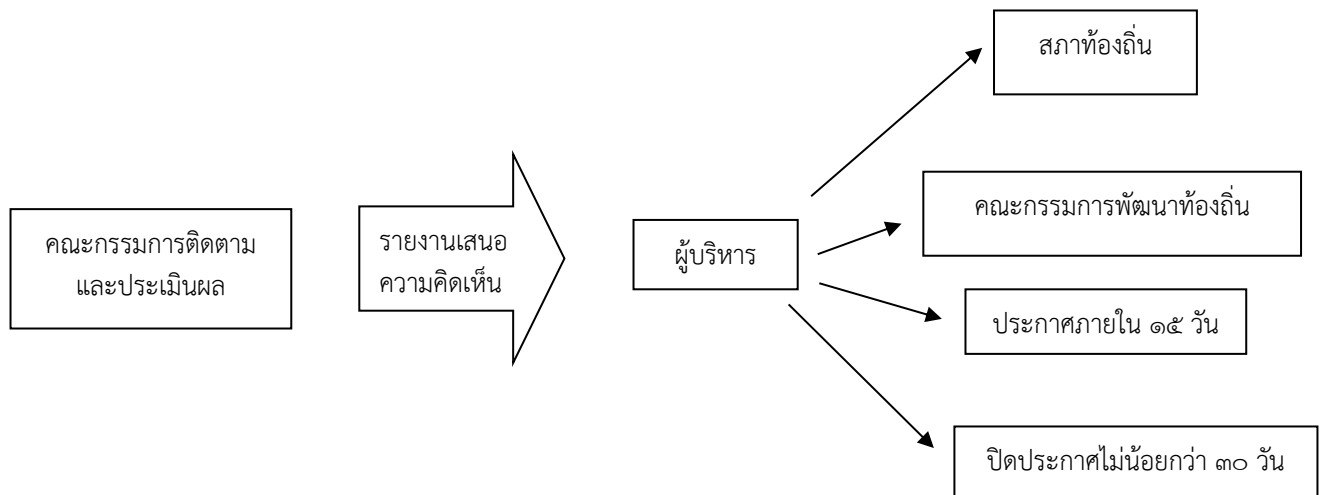 สภาท้องถิ่น
คณะกรรมการติดตาม
และประเมินผล
รายงานเสนอ
ความคิดเห็น
ผู้บริหาร
คณะกรรมการพัฒนาท้องถิ่น
ประกาศภายใน ๑๕ วัน
ปิดประกาศไม่น้อยกว่า ๓๐ วัน